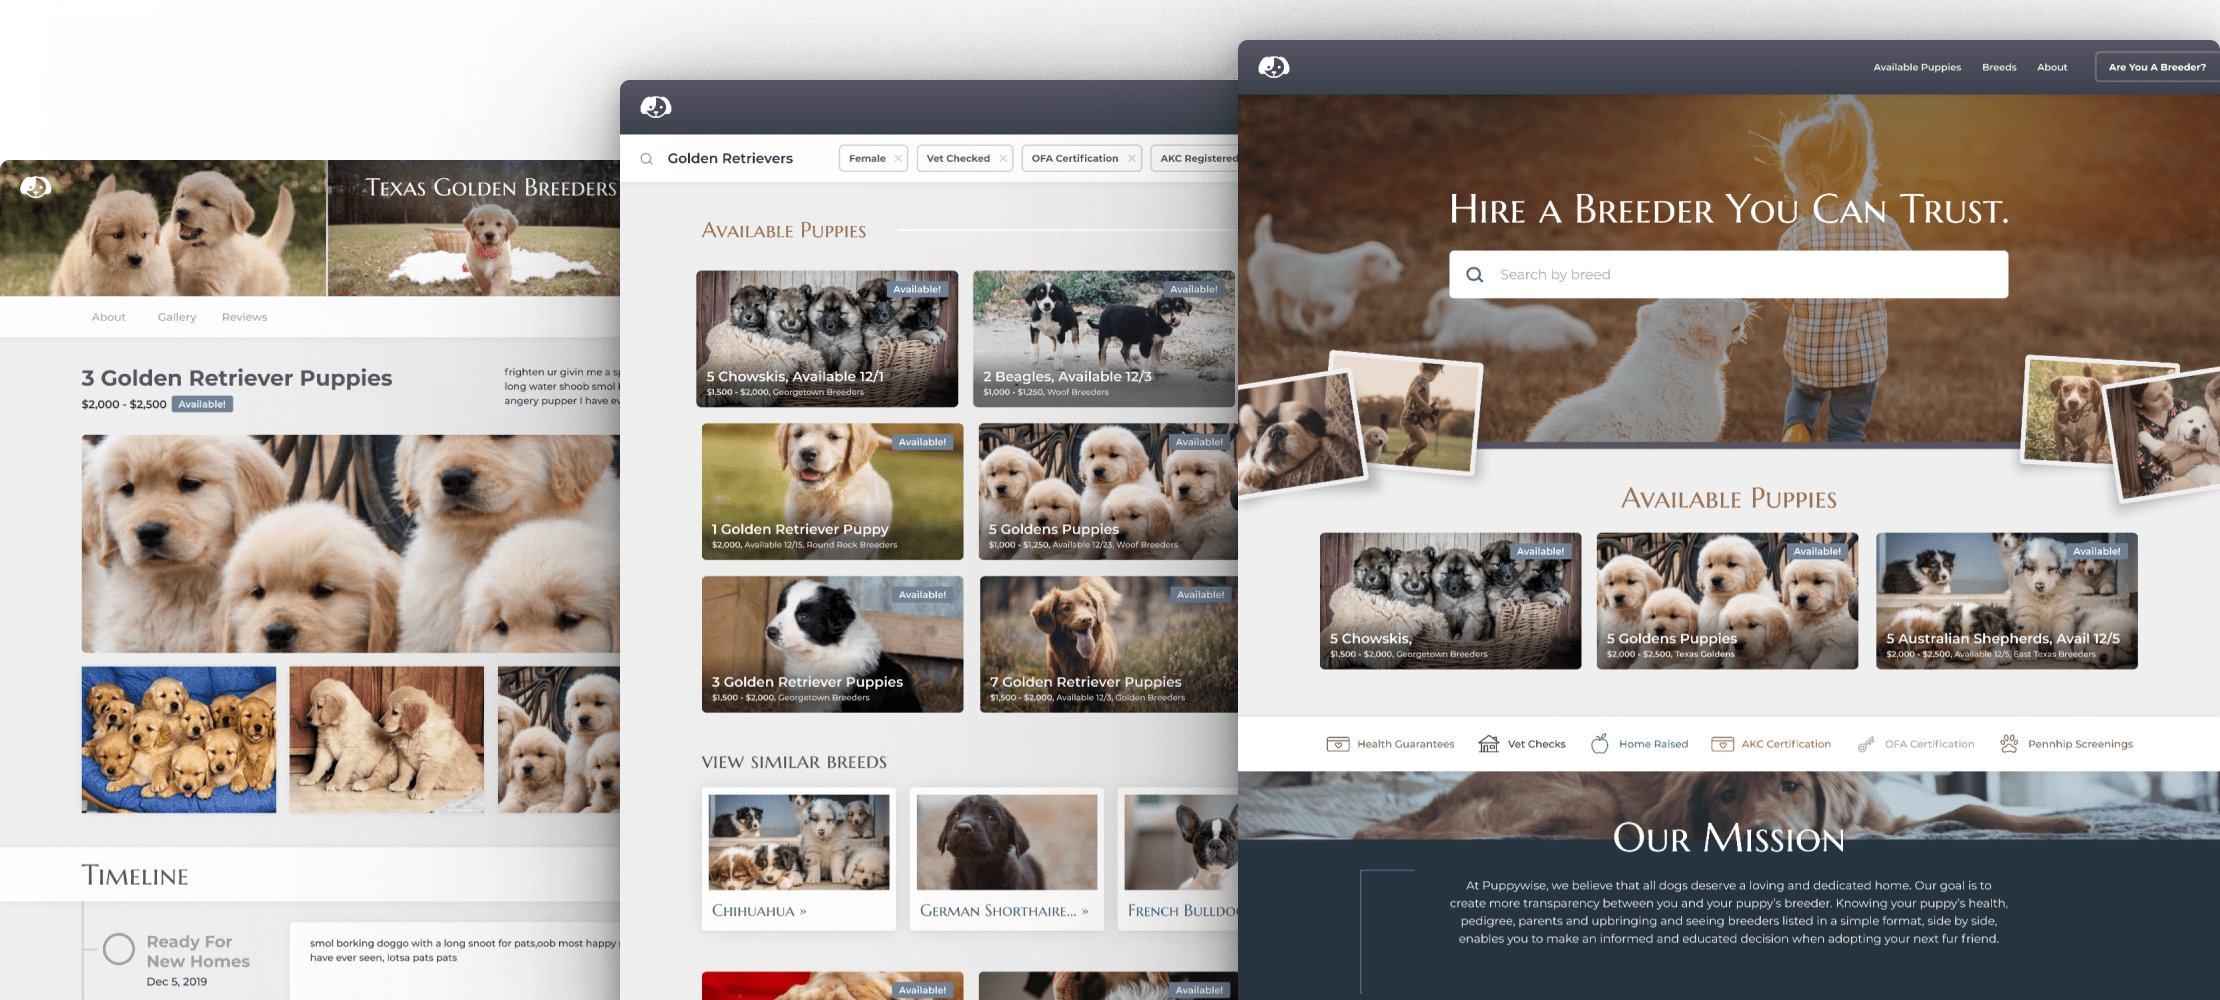 Texas Golden Breeders
About Gallery Reviews
3 Golden Retriever Puppies
$2,000 - $2,500 Available!
frighten ur givin me a
long water shoob smol
angery pupper I have
Timeline
Ready For
New Homes
Dec 5, 2019
smol borking doggo with a long snoot for pats,oob most happy
have ever seen, lotsa pats pats
Golden Retrievers
Female
Vet Checked
OFA Certification
AKC Registered
Available Puppies
Available!
5 Chowskis, Available 12/1
$1,500 - $2,000, Georgetown Breeders
Available!
2 Beagles, Available 12/3
$1,000 - $1,250, Woof Breeders
Available!
1 Golden Retriever Puppy
$2,000, Available 12/15, Round Rock Breeders
Available!
5 Goldens Puppies
$1,000 - $1,250, Available 12/23, Woof Breeders
Available!
3 Golden Retriever Puppies
$1,500 - $2,000, Georgetown Breeders
Available!
7 Golden Retriever Puppies
$1,500 - $2,000, Available 12/3, Golden Breeders
VIEW SIMILAR BREEDS
Chihuahua »
German Shorthaire... »
French
Available!
Available!
Available Puppies Breeds About Are You A Breeder?
Hire a Breeder You Can Trust.
Search by breed
Available Puppies
Available!
5 Chowskis,
$1,500 - $2,000, Georgetown Breeders
Available!
5 Goldens Puppies
$2,000 - $2,500, Texas Goldens
Available!
5 Australian Shepherds, Avail 12/5
$2,000 - $2,500, Available 12/5, East Texas Breeders
Health Guarantees
Vet Checks
Home Raised
AKC Certification
OFA Certification
Pennhip Screenings
Our Mission
At Puppywise, we believe that all dogs deserve a loving and dedicated home. Our goal is to
create more transparency between you and your puppy's breeder. Knowing your puppy's health,
pedigree, parents and upbringing and seeing breeders listed in a simple format, side by side,
enables you to make an informed and educated decision when adopting your next fur friend.